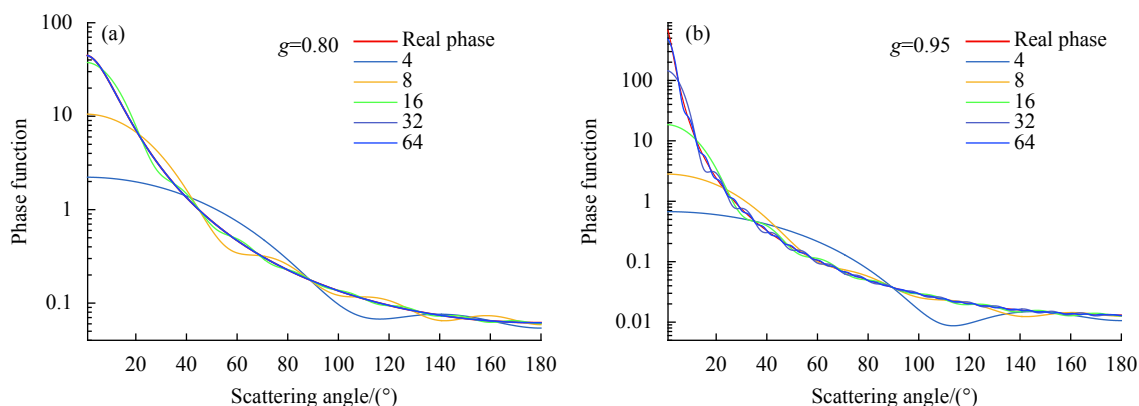 (a)
g=0.80
Real phase
4
8
16
32
64
100
10
1
0.1
Phase function
20 40 60 80 100 120 140 160 180
Scattering angle/(°)
(b)
g=0.95
Real phase
4
8
16
32
64
100
10
1
0.1
0.01
Phase function
20 40 60 80 100 120 140 160 180
Scattering angle/(°)